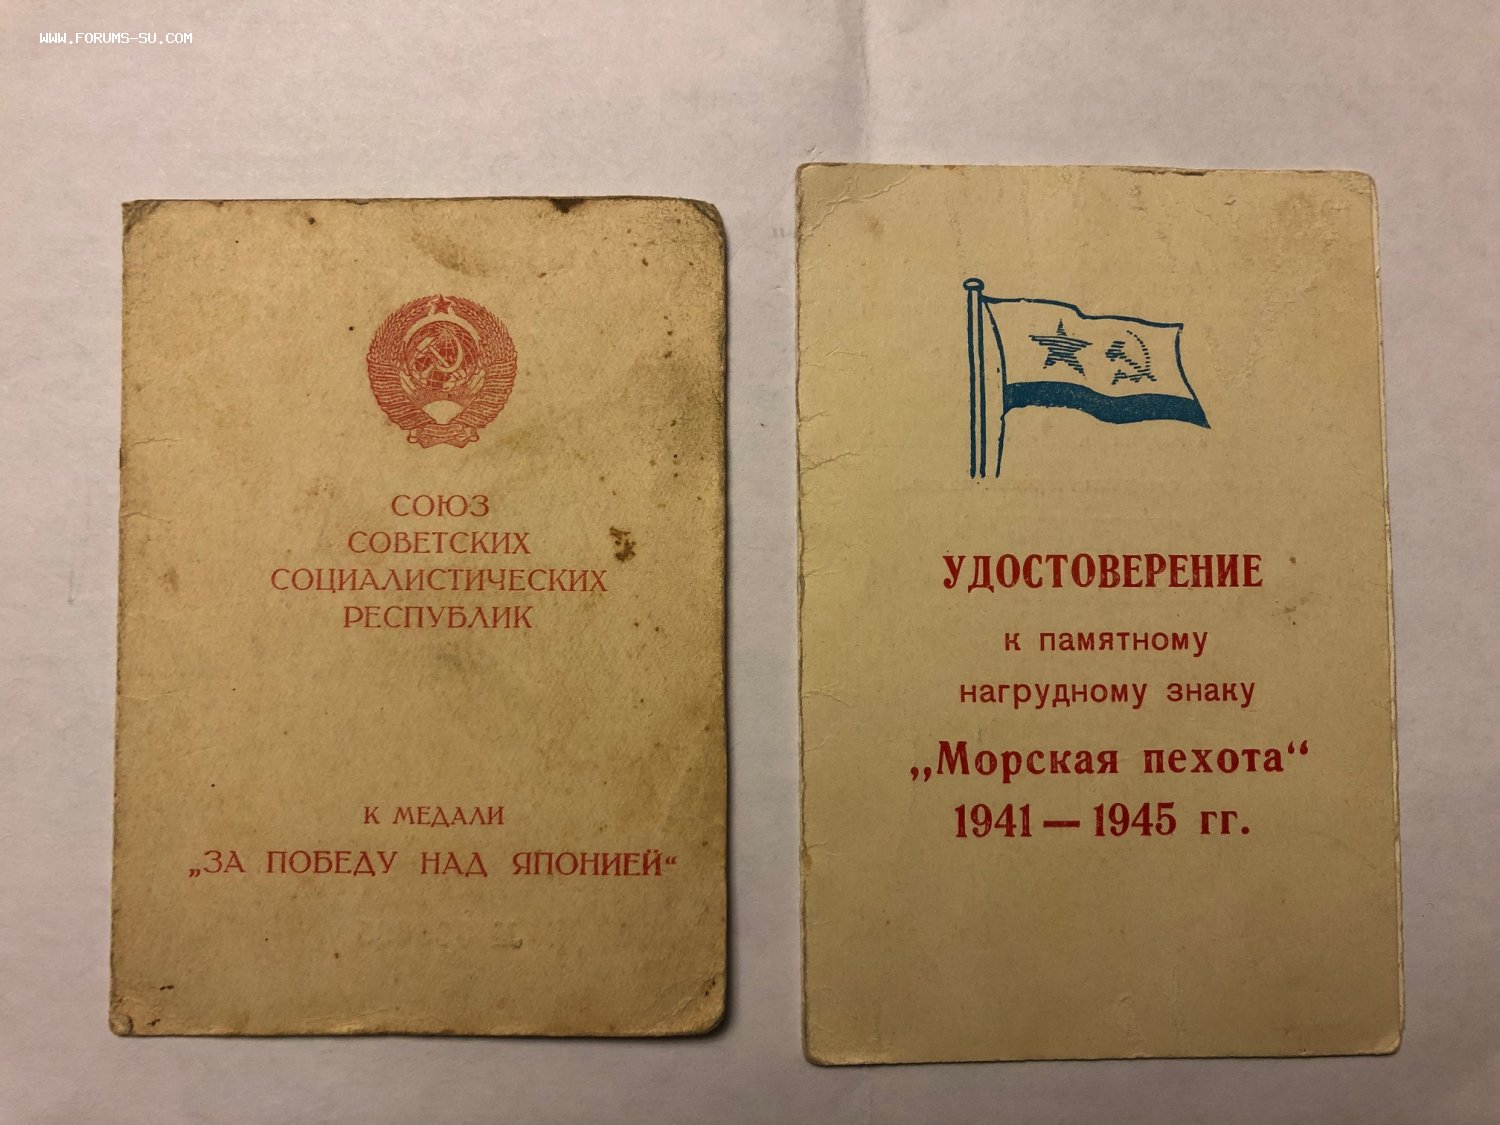 WWW.FORUMS-SU.COM
СОЮЗ
СОВЕТСКИХ
СОЦИАЛИСТИЧЕСКИХ
РЕСПУБЛИК
К МЕДАЛИ
„ЗА ПОБЕДУ НАД ЯПОНИЕЙ“
УДОСТОВЕРЕНИЕ
к памятному
нагрудному знаку
„Морская пехота“
1941 — 1945 гг.